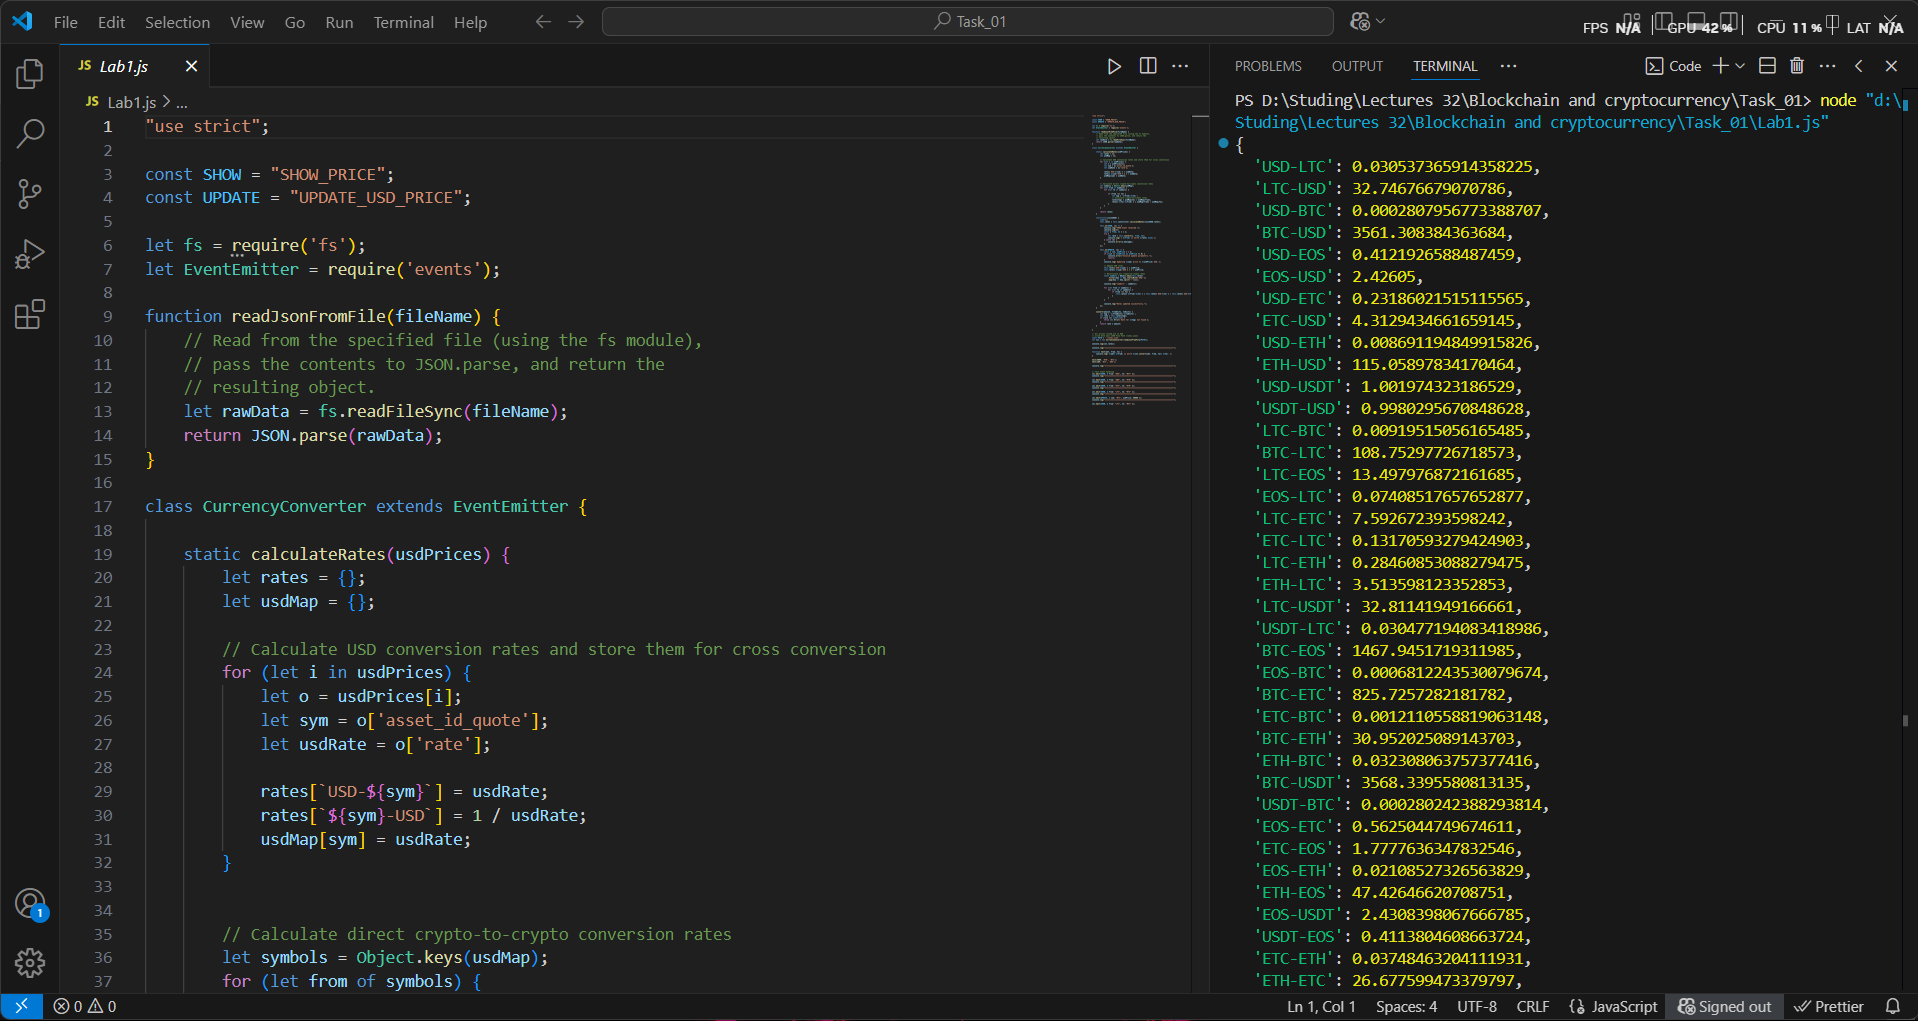 File Edit Selection View Go Run Terminal Help
Task_01
FPS N/A GPU 42 % CPU 11 % LAT N/A
JS Lab1.js
JS Lab1.js > ...
1 "use strict";
2
3 const SHOW = "SHOW_PRICE";
4 const UPDATE = "UPDATE_USD_PRICE";
5
6 let fs = require('fs');
7 let EventEmitter = require('events');
8
9 function readJsonFromFile(fileName) {
10 // Read from the specified file (using the fs module),
11 // pass the contents to JSON.parse, and return the
12 // resulting object.
13 let rawData = fs.readFileSync(fileName);
14 return JSON.parse(rawData);
15 }
16
17 class CurrencyConverter extends EventEmitter {
18
19 static calculateRates(usdPrices) {
20 let rates = {};
21 let usdMap = {};
22
23 // Calculate USD conversion rates and store them for cross conversion
24 for (let i in usdPrices) {
25 let o = usdPrices[i];
26 let sym = o['asset_id_quote'];
27 let usdRate = o['rate'];
28
29 rates[`USD-${sym}`] = usdRate;
30 rates[`${sym}-USD`] = 1 / usdRate;
31 usdMap[sym] = usdRate;
32 }
33
34
35 // Calculate direct crypto-to-crypto conversion rates
36 let symbols = Object.keys(usdMap);
37 for (let from of symbols) {
PROBLEMS OUTPUT TERMINAL ... Code
PS D:\Studing\Lectures 32\Blockchain and cryptocurrency\Task_01> node "d:\
Studing\Lectures 32\Blockchain and cryptocurrency\Task_01\Lab1.js"
{
'USD-LTC': 0.030537365914358225,
'LTC-USD': 32.74676679070786,
'USD-BTC': 0.0002807956773388707,
'BTC-USD': 3561.308384363684,
'USD-EOS': 0.4121926588487459,
'EOS-USD': 2.42605,
'USD-ETC': 0.23186021515115565,
'ETC-USD': 4.3129434661659145,
'USD-ETH': 0.008691194849915826,
'ETH-USD': 115.05897834170464,
'USD-USDT': 1.001974323186529,
'USDT-USD': 0.9980295670848628,
'LTC-BTC': 0.00919515056165485,
'BTC-LTC': 108.75297726718573,
'LTC-EOS': 13.497976872161685,
'EOS-LTC': 0.07408517657652877,
'LTC-ETC': 7.592672393598242,
'ETC-LTC': 0.13170593279424903,
'LTC-ETH': 0.28460853088279475,
'ETH-LTC': 3.513598123352853,
'LTC-USDT': 32.81141949166661,
'USDT-LTC': 0.030477194083418986,
'BTC-EOS': 1467.9451719311985,
'EOS-BTC': 0.0006812243530079674,
'BTC-ETC': 825.7257282181782,
'ETC-BTC': 0.0012110558819063148,
'BTC-ETH': 30.952025089143703,
'ETH-BTC': 0.032308063757377416,
'BTC-USDT': 3568.3395580813135,
'USDT-BTC': 0.000280242388293814,
'EOS-ETC': 0.5625044749674611,
'ETC-EOS': 1.7777636347832546,
'EOS-ETH': 0.02108527326563829,
'ETH-EOS': 47.42646620708751,
'EOS-USDT': 2.4308398067666785,
'USDT-EOS': 0.4113804608663724,
'ETC-ETH': 0.03748463204111931,
'ETH-ETC': 26.677599473379797,
1
0 0 Ln 1, Col 1 Spaces: 4 UTF-8 CRLF {} JavaScript Signed out Prettier